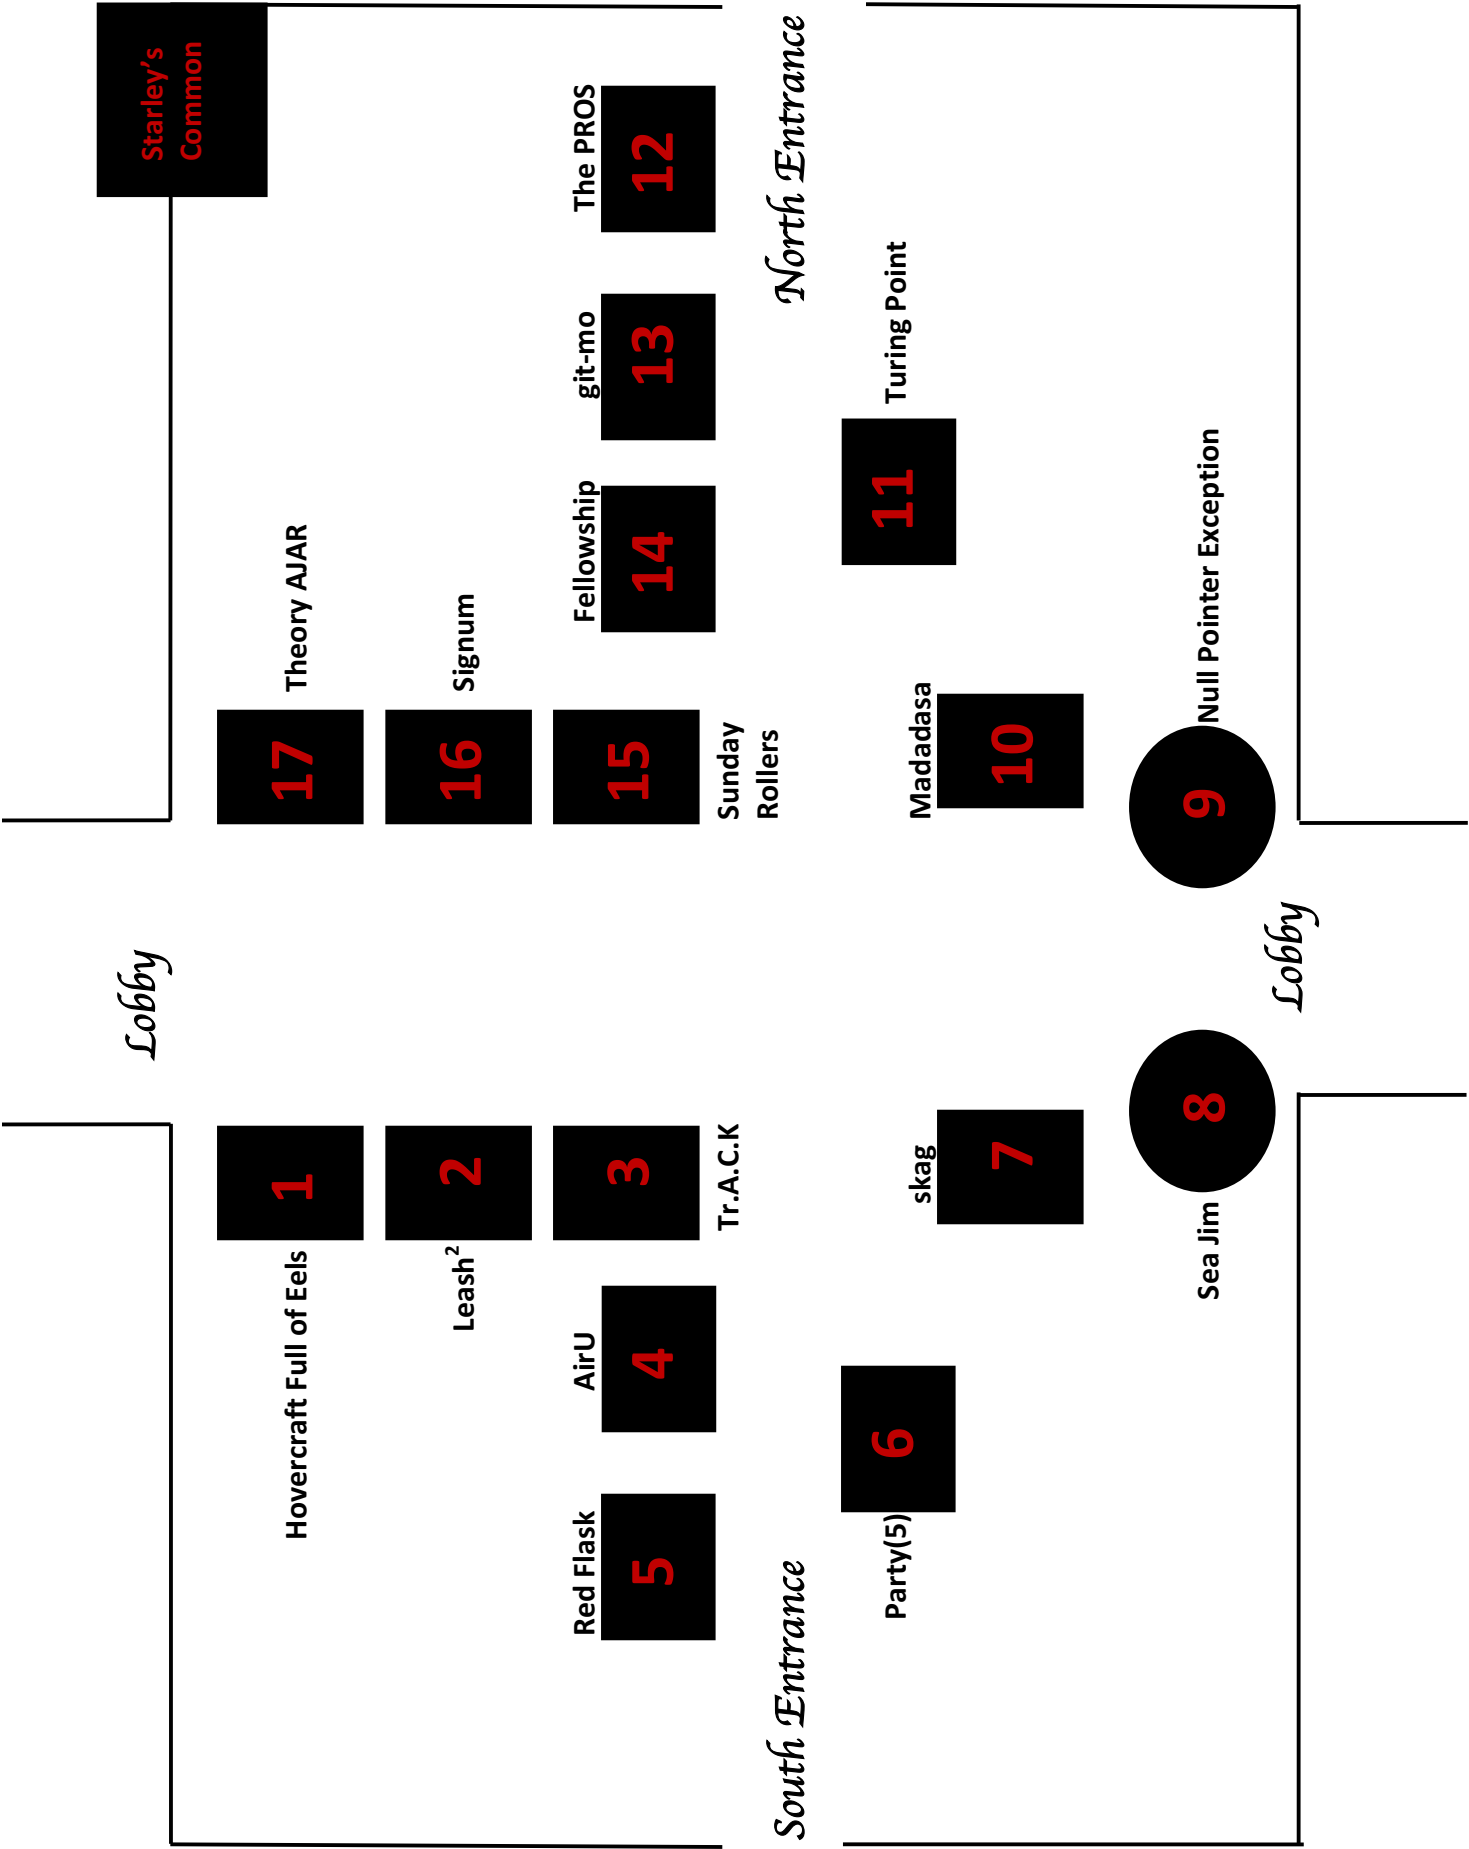 Starley’s
Common
The PROS
12
North Entrance
git-mo
13
Turing Point
11
Fellowship
14
Theory AJAR
17
Signum
16
15
Sunday
Rollers
Madadasa
10
Null Pointer Exception
9
Lobby
Lobby
1
Hovercraft Full of Eels
2
Leash²
3
Tr.A.C.K
skag
7
8
Sea Jim
AirU
4
6
Party(5)
Red Flask
5
South Entrance